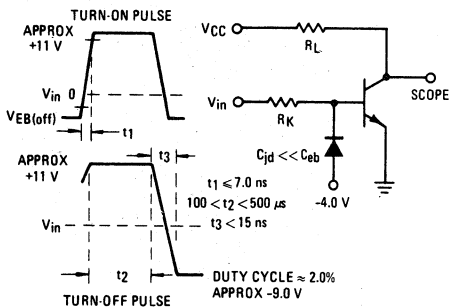 TURN-ON PULSE
APPROX
+11 V
Vin 0
VEB(off)
t1
VCC
RL
SCOPE
Vin
RK
Cjd << Ceb
-4.0 V
APPROX
+11 V
t3
t1 ≤ 7.0 ns
100 < t2 < 500 μs
t3 < 15 ns
Vin
t2
DUTY CYCLE ≈ 2.0%
APPROX -9.0 V
TURN-OFF PULSE